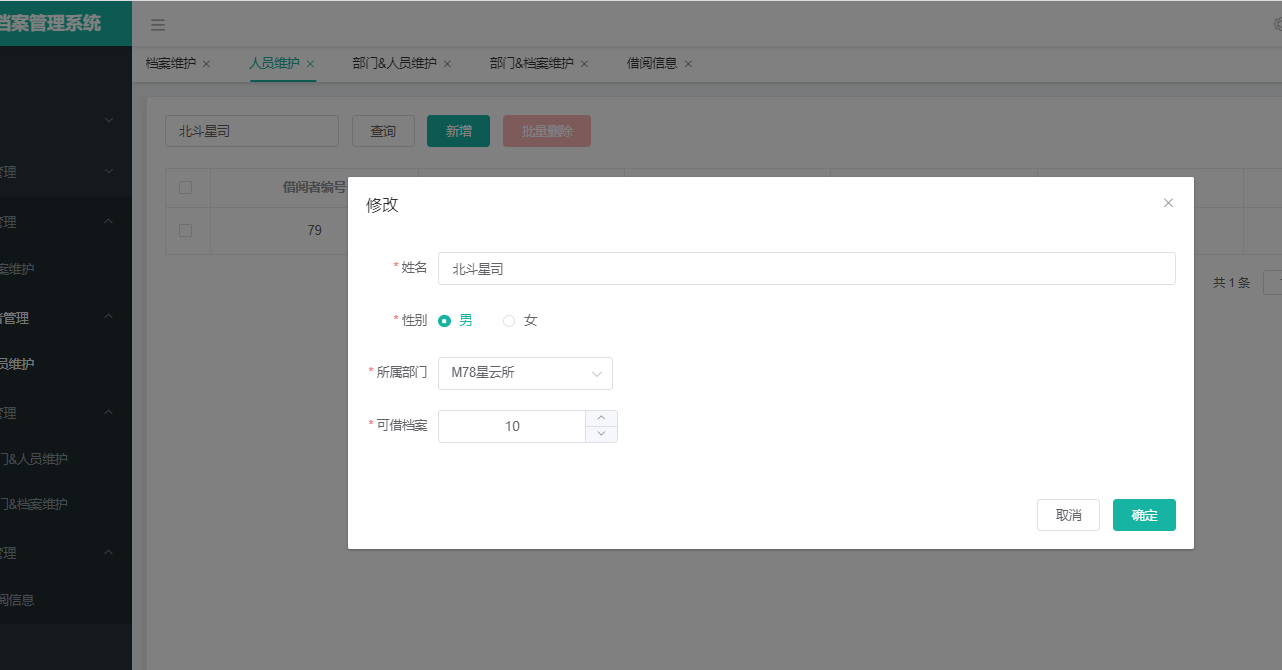 档案管理系统
档案维护
人员维护
部门&人员维护
部门&档案维护
借阅信息
北斗星司
查询
新增
批量删除
借阅者编号
79
共 1 条
管理
管理
案维护
者管理
员维护
管理
门&人员维护
门&档案维护
管理
阅信息
修改
* 姓名
北斗星司
* 性别
男
女
* 所属部门
M78星云所
* 可借档案
10
取消
确定